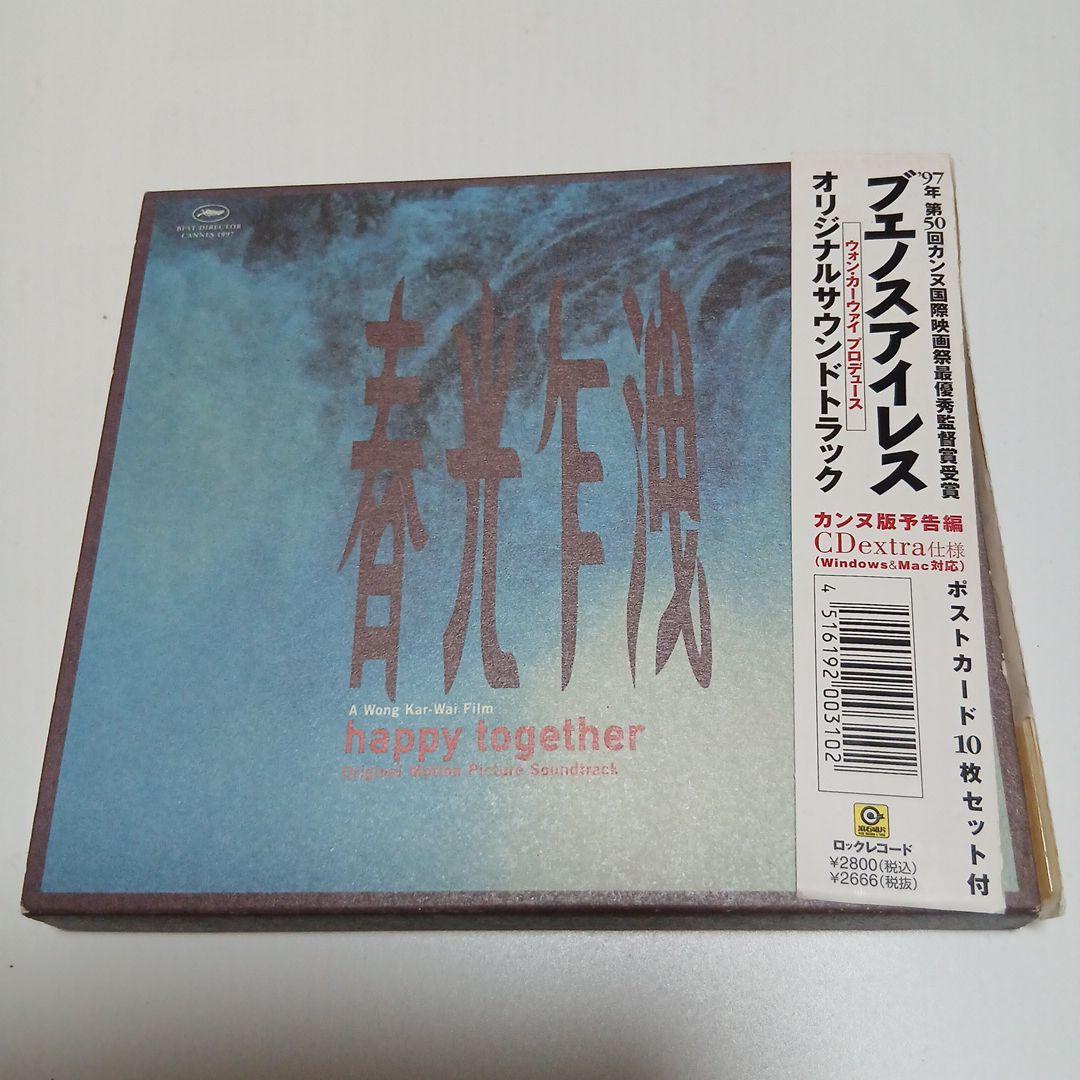 BEST DIRECTOR
CANNES 1997
春光乍洩
A Wong Kar-Wai Film
happy together
Original Motion Picture Soundtrack
'97年 第50回カンヌ国際映画祭最優秀監督賞受賞
ブエノスアイレス
ウォン・カーウァイ プロデュース
オリジナルサウンドトラック
カンヌ版予告編
CDextra仕様
(Windows&Mac対応)
ポストカード10枚セット付
4 516192 003102
滾石唱片
ロックレコード
¥2800(税込)
¥2666(税抜)